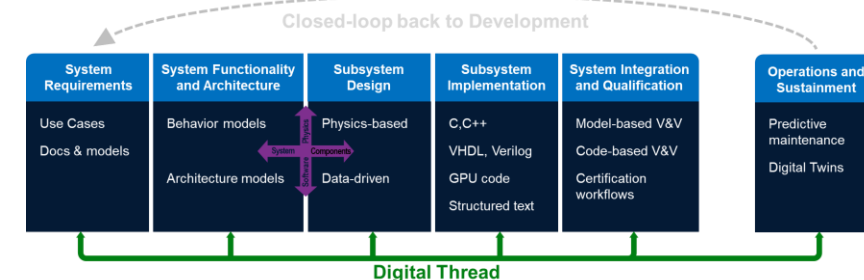 Closed-loop back to Development
System
Requirements
Use Cases
Docs & models
System Functionality
and Architecture
Behavior models
Architecture models
Physics
System
Components
Software
Subsystem
Design
Physics-based
Data-driven
Subsystem
Implementation
C,C++
VHDL, Verilog
GPU code
Structured text
System Integration
and Qualification
Model-based V&V
Code-based V&V
Certification
workflows
Operations and
Sustainment
Predictive
maintenance
Digital Twins
Digital Thread